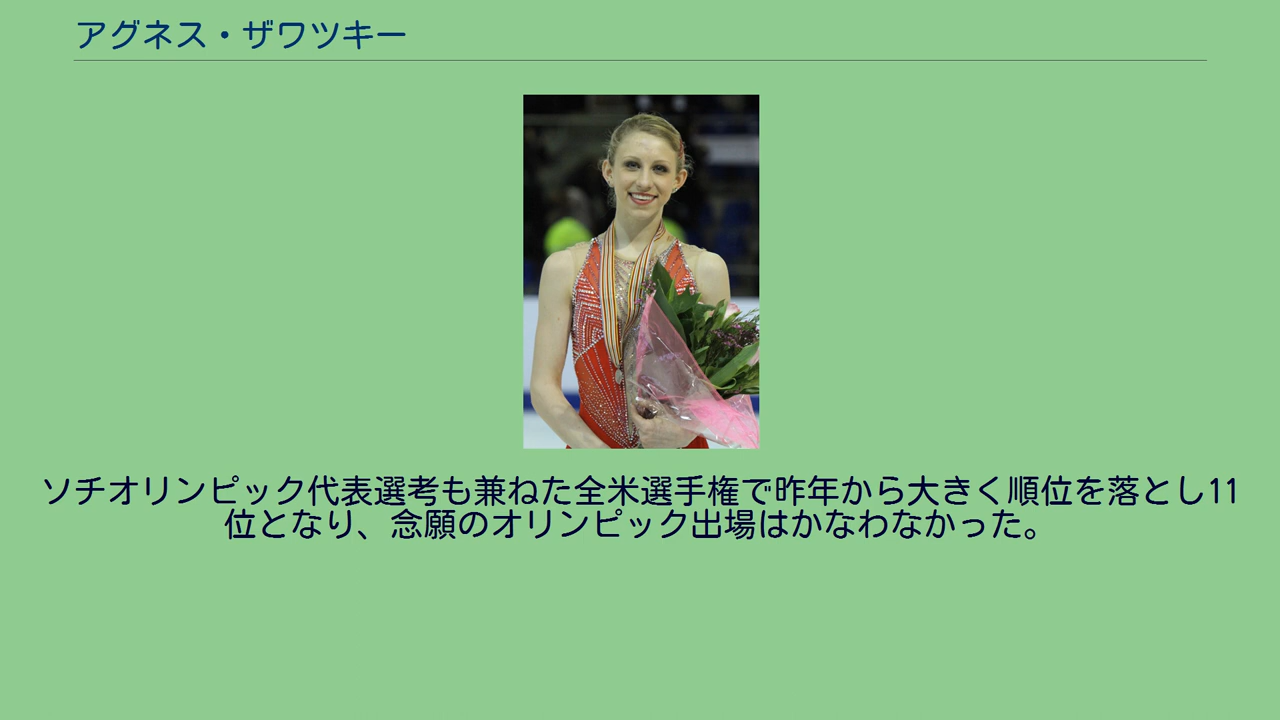 アグネス・ザワツキー
ソチオリンピック代表選考も兼ねた全米選手権で昨年から大きく順位を落とし11
位となり、念願のオリンピック出場はかなわなかった。